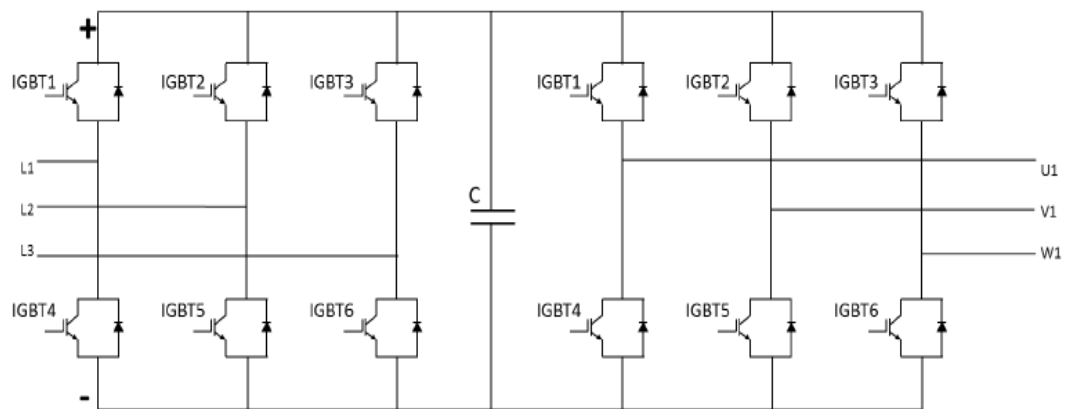 +
IGBT1 IGBT2 IGBT3 IGBT1 IGBT2 IGBT3
L1 U1
L2 C V1
L3 W1
IGBT4 IGBT5 IGBT6 IGBT4 IGBT5 IGBT6
-